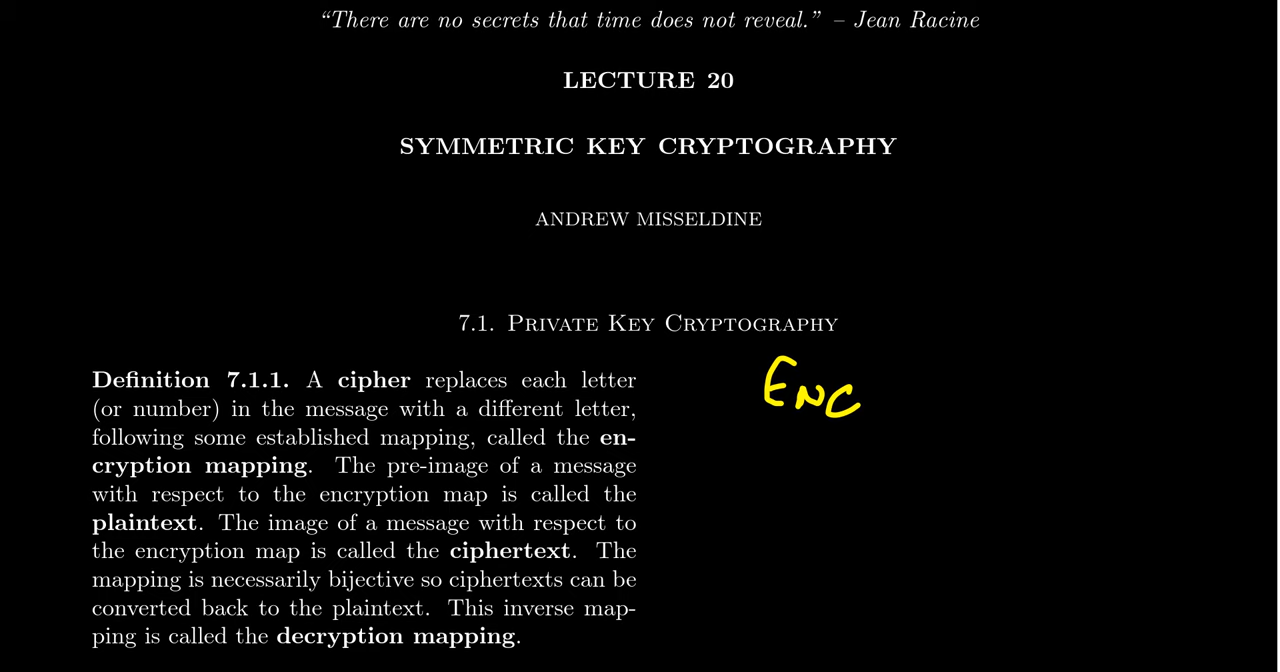 “There are no secrets that time does not reveal.” – Jean Racine
LECTURE 20
SYMMETRIC KEY CRYPTOGRAPHY
ANDREW MISSELDINE
7.1. Private Key Cryptography
Definition 7.1.1. A cipher replaces each letter
(or number) in the message with a different letter,
following some established mapping, called the en-
cryption mapping. The pre-image of a message
with respect to the encryption map is called the
plaintext. The image of a message with respect to
the encryption map is called the ciphertext. The
mapping is necessarily bijective so ciphertexts can be
converted back to the plaintext. This inverse map-
ping is called the decryption mapping.
ENC